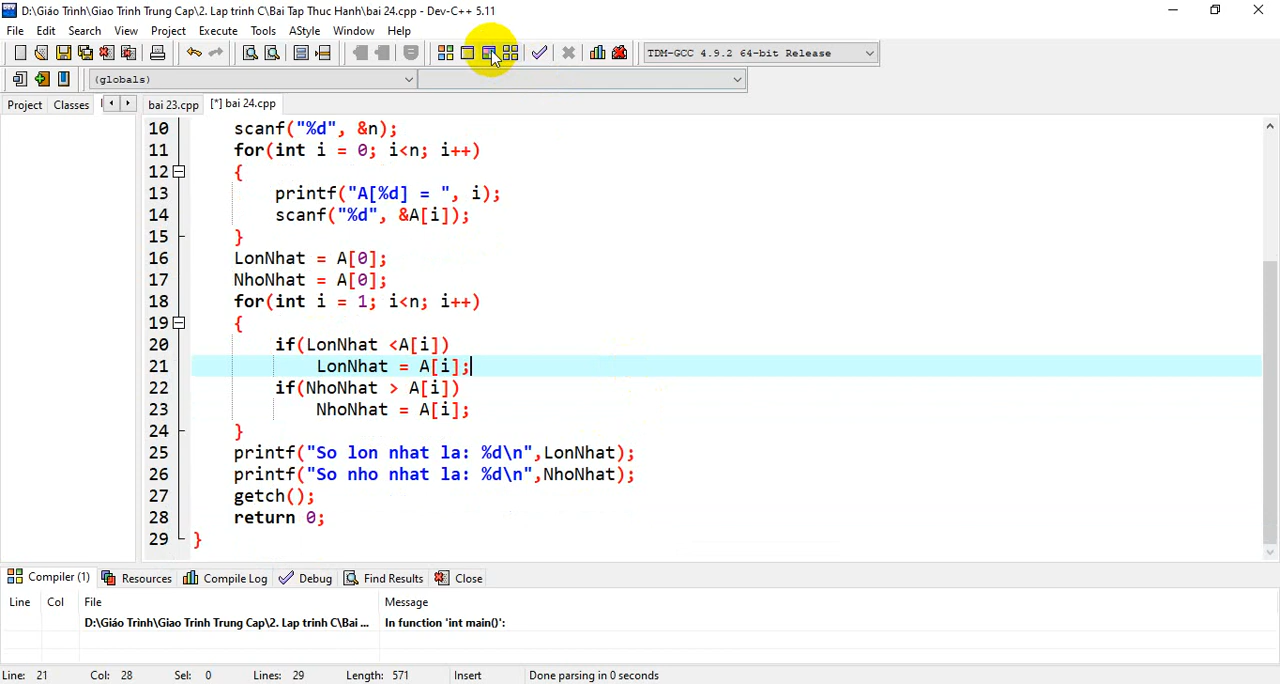 D:\Giáo Trình\Giao Trinh Trung Cap\2. Lap trinh C\Bai Tap Thuc Hanh\bai 24.cpp - Dev-C++ 5.11
File Edit Search View Project Execute Tools AStyle Window Help
TDM-GCC 4.9.2 64-bit Release
(globals)
Project Classes bai 23.cpp [*] bai 24.cpp
10 scanf("%d", &n);
11 for(int i = 0; i<n; i++)
12 {
13 printf("A[%d] = ", i);
14 scanf("%d", &A[i]);
15 }
16 LonNhat = A[0];
17 NhoNhat = A[0];
18 for(int i = 1; i<n; i++)
19 {
20 if(LonNhat <A[i])
21 LonNhat = A[i];
22 if(NhoNhat > A[i])
23 NhoNhat = A[i];
24 }
25 printf("So lon nhat la: %d\n",LonNhat);
26 printf("So nho nhat la: %d\n",NhoNhat);
27 getch();
28 return 0;
29 }
Compiler (1) Resources Compile Log Debug Find Results Close
Line Col File Message
D:\Giáo Trình\Giao Trinh Trung Cap\2. Lap trinh C\Bai ... In function 'int main()':
Line: 21 Col: 28 Sel: 0 Lines: 29 Length: 571 Insert Done parsing in 0 seconds